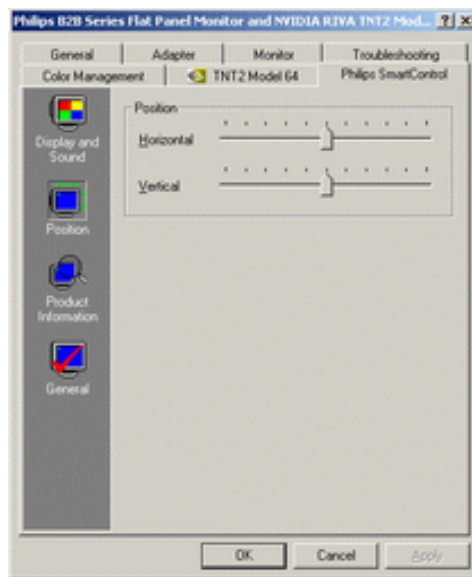 Philips B2B Series Flat Panel Monitor and NVIDIA RIVA TNT2 Mod...
General Adapter Monitor Troubleshooting
Color Management TNT2 Model 64 Philips SmartControl
Display and
Sound
Position
Product
Information
General
Position
Horizontal
Vertical
OK Cancel Apply